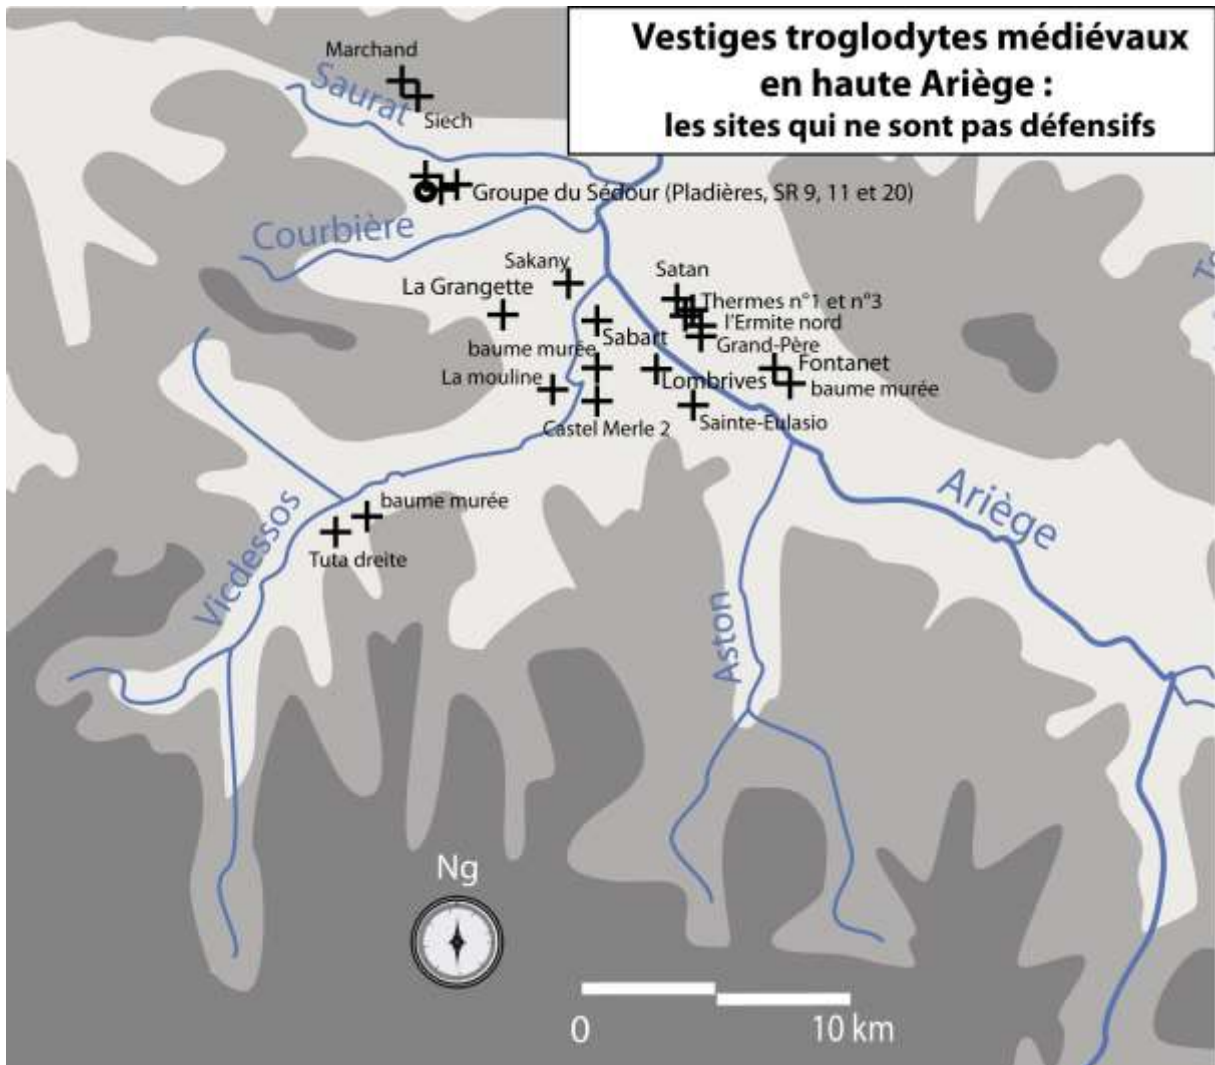 Vestiges troglodytes médiévaux
en haute Ariège :
les sites qui ne sont pas défensifs
Marchand
Saurat
Siech
Groupe du Sédour (Pladières, SR 9, 11 et 20)
Courbière
Sakany
Satan
La Grangette
Thermes n°1 et n°3
l'Ermite nord
Sabart
Grand-Père
baume murée
Fontanet
La mouline
Lombrives
baume murée
Castel Merle 2
Sainte-Eulasio
Ariège
baume murée
Vicdessos
Tuta dreite
Aston
Ng
0
10 km